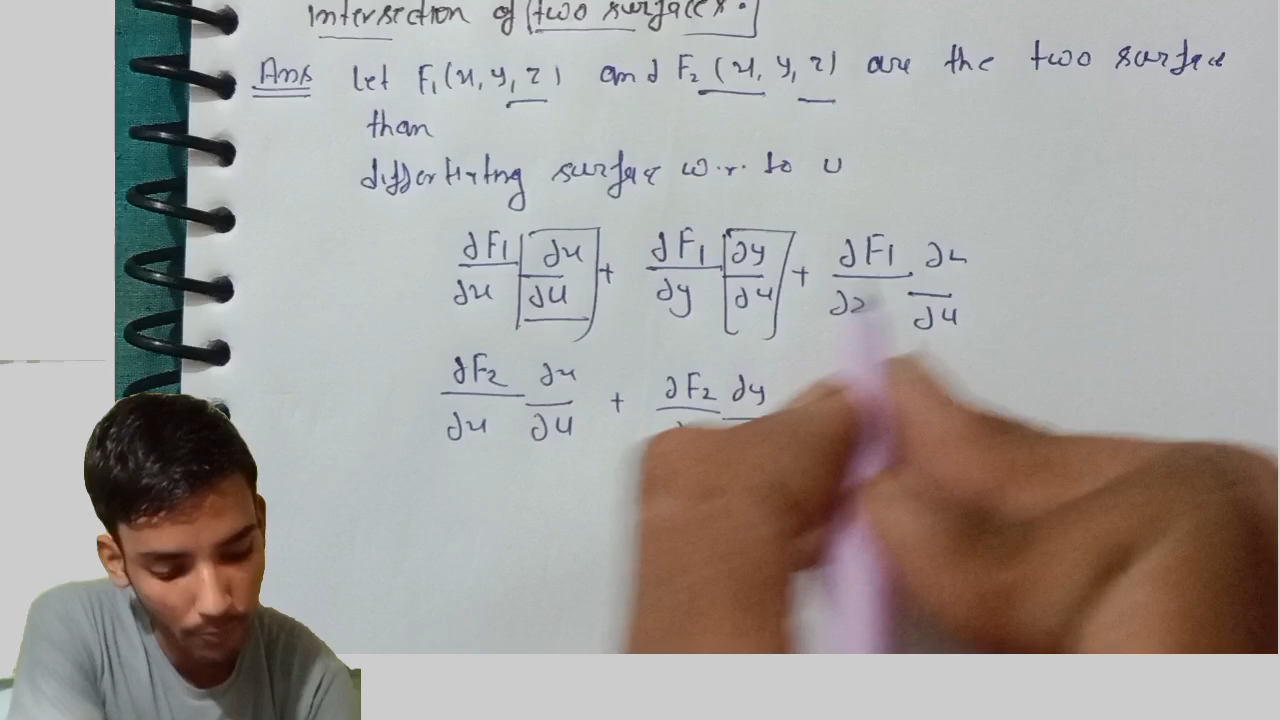 Intersection of two surfaces.
Ans let F₁(x, y, z) and F₂ (x, y, z) are the two surface
than
differtiating surface w.r. to u
∂F₁/∂x ∂x/∂u + ∂F₁/∂y ∂y/∂u + ∂F₁/∂z ∂z/∂u
∂F₂/∂x ∂x/∂u + ∂F₂ ∂y